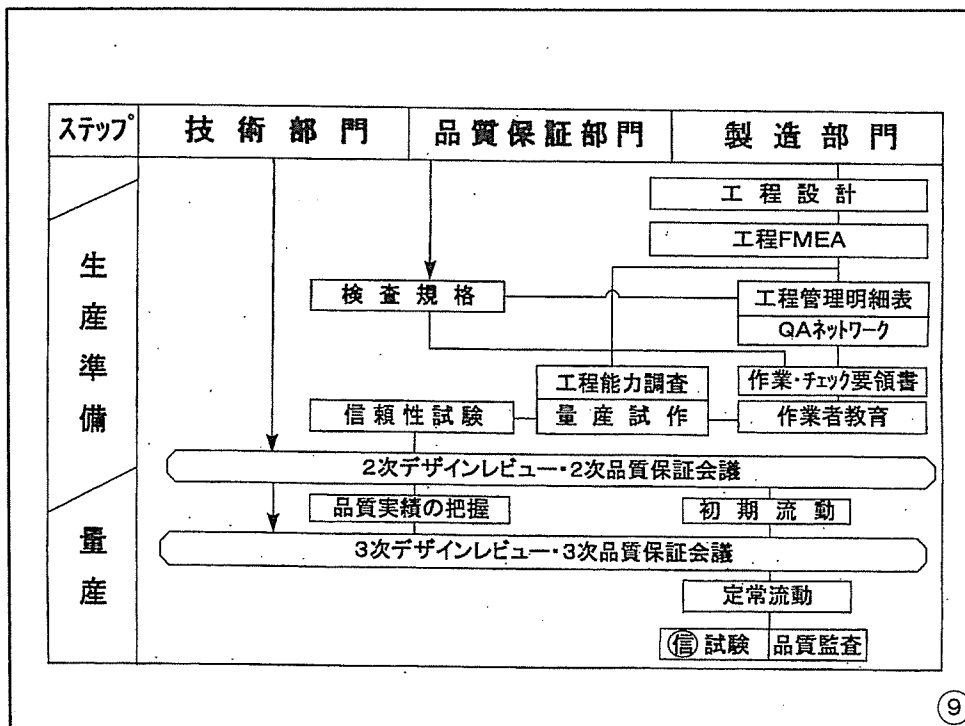 ステップ 技術部門 品質保証部門 製造部門
生産準備
工程設計
工程FMEA
検査規格 工程管理明細表
QAネットワーク
工程能力調査 作業・チェック要領書
信頼性試験 量産試作 作業者教育
2次デザインレビュー・2次品質保証会議
量産
品質実績の把握 初期流動
3次デザインレビュー・3次品質保証会議
定常流動
信 試験 品質監査
9